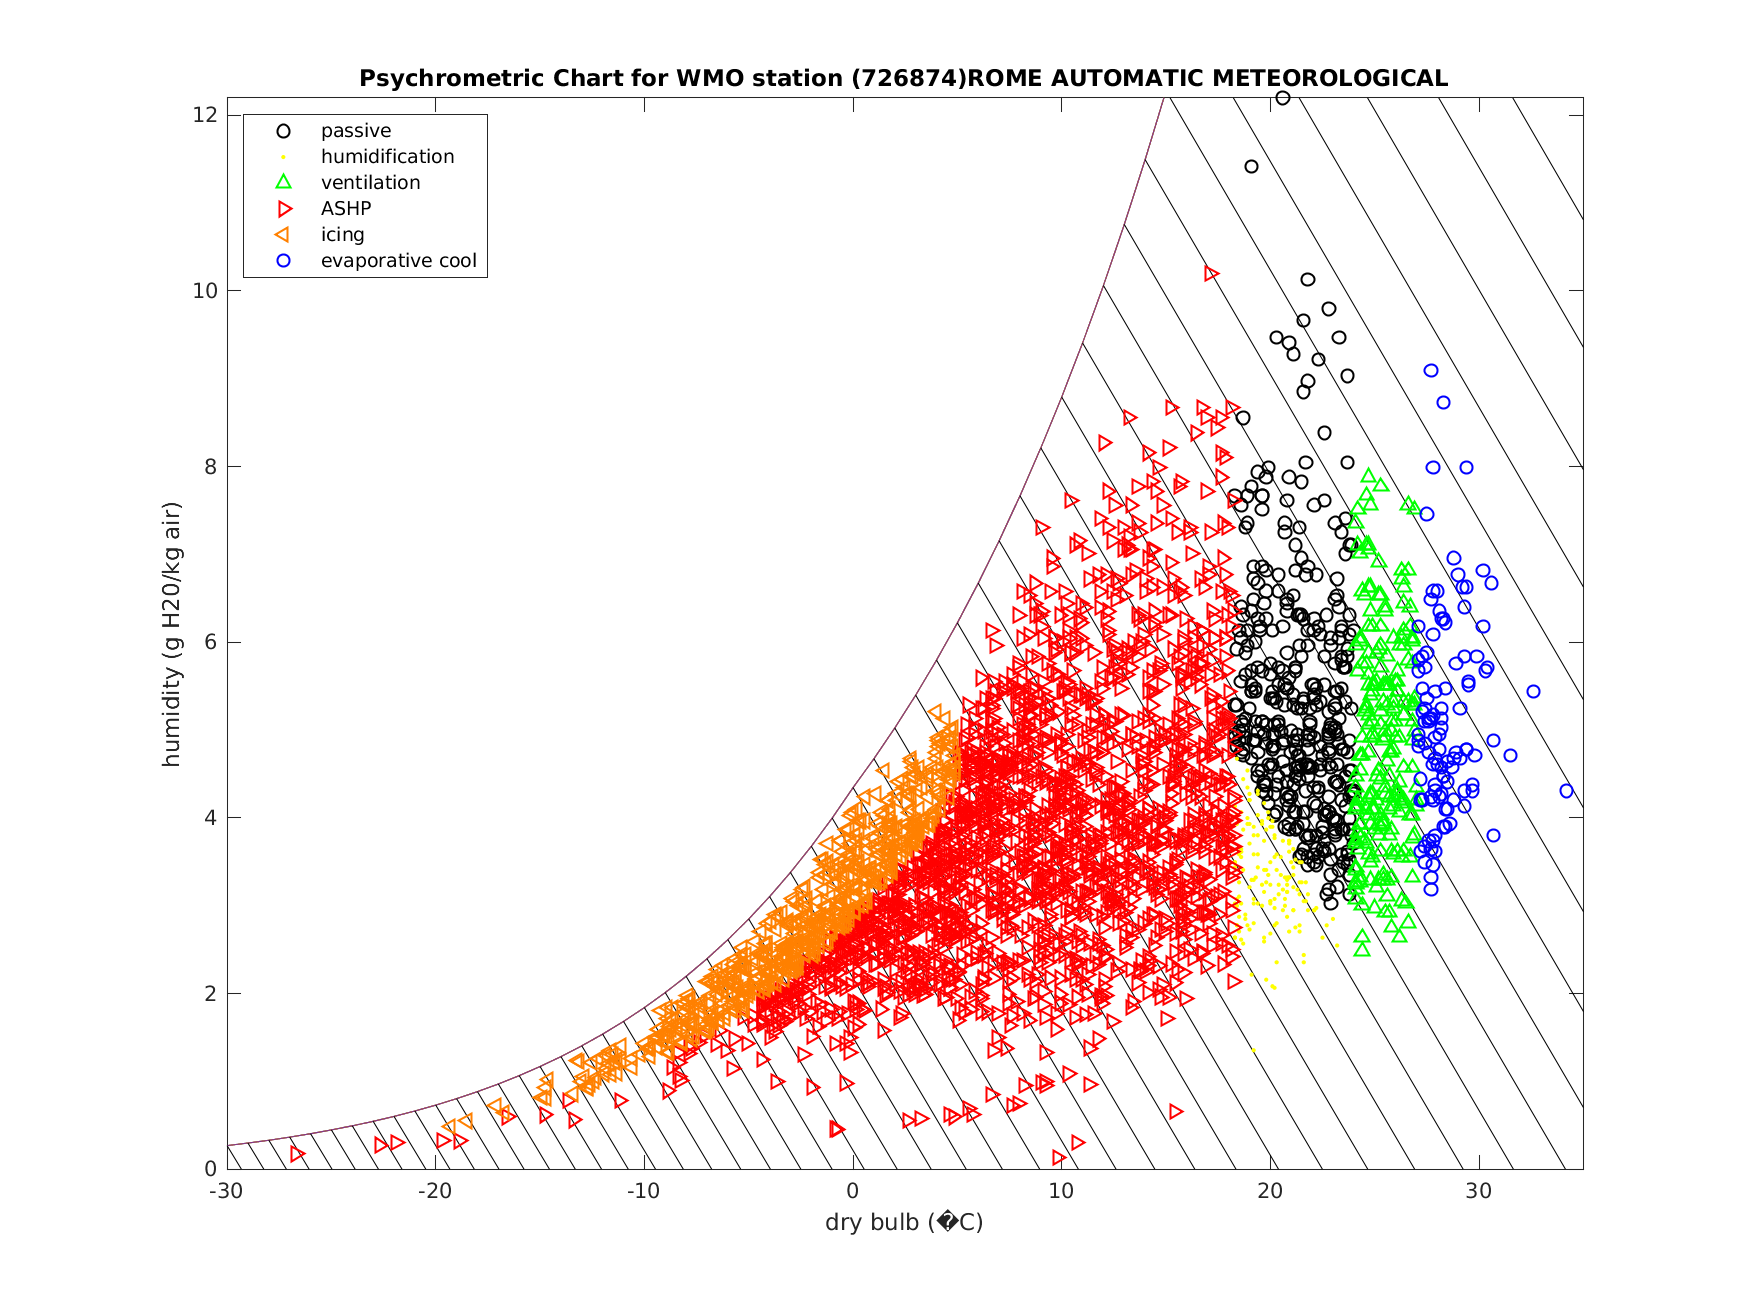 Psychrometric Chart for WMO station (726874)ROME AUTOMATIC METEOROLOGICAL
passive
humidification
ventilation
ASHP
icing
evaporative cool
12
10
8
6
4
2
0
humidity (g H20/kg air)
-30 -20 -10 0 10 20 30
dry bulb (�C)